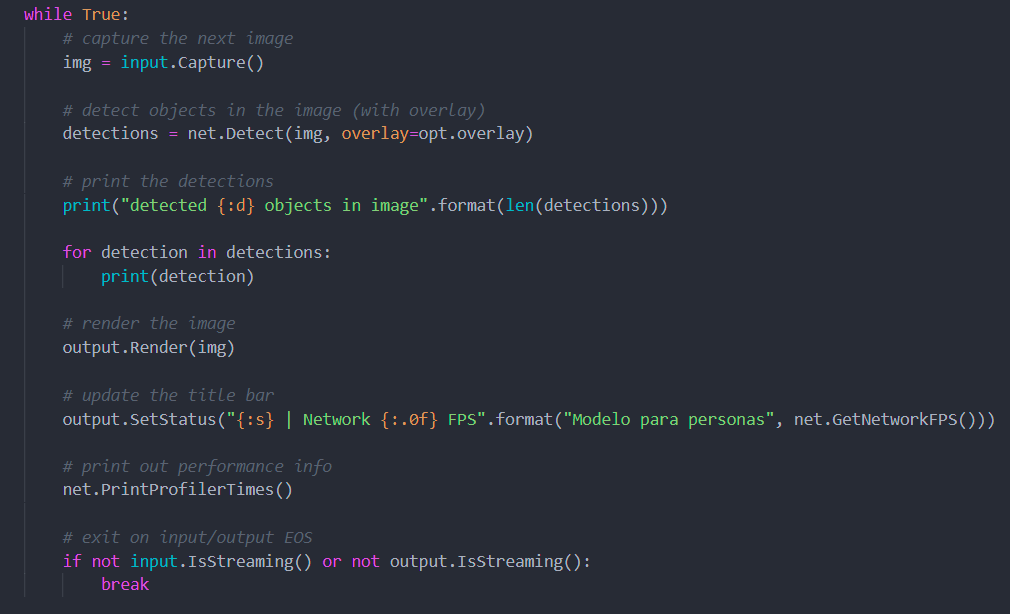 while True:
# capture the next image
img = input.Capture()
# detect objects in the image (with overlay)
detections = net.Detect(img, overlay=opt.overlay)
# print the detections
print("detected {:d} objects in image".format(len(detections)))
for detection in detections:
print(detection)
# render the image
output.Render(img)
# update the title bar
output.SetStatus("{:s} | Network {:.0f} FPS".format("Modelo para personas", net.GetNetworkFPS()))
# print out performance info
net.PrintProfilerTimes()
# exit on input/output EOS
if not input.IsStreaming() or not output.IsStreaming():
break